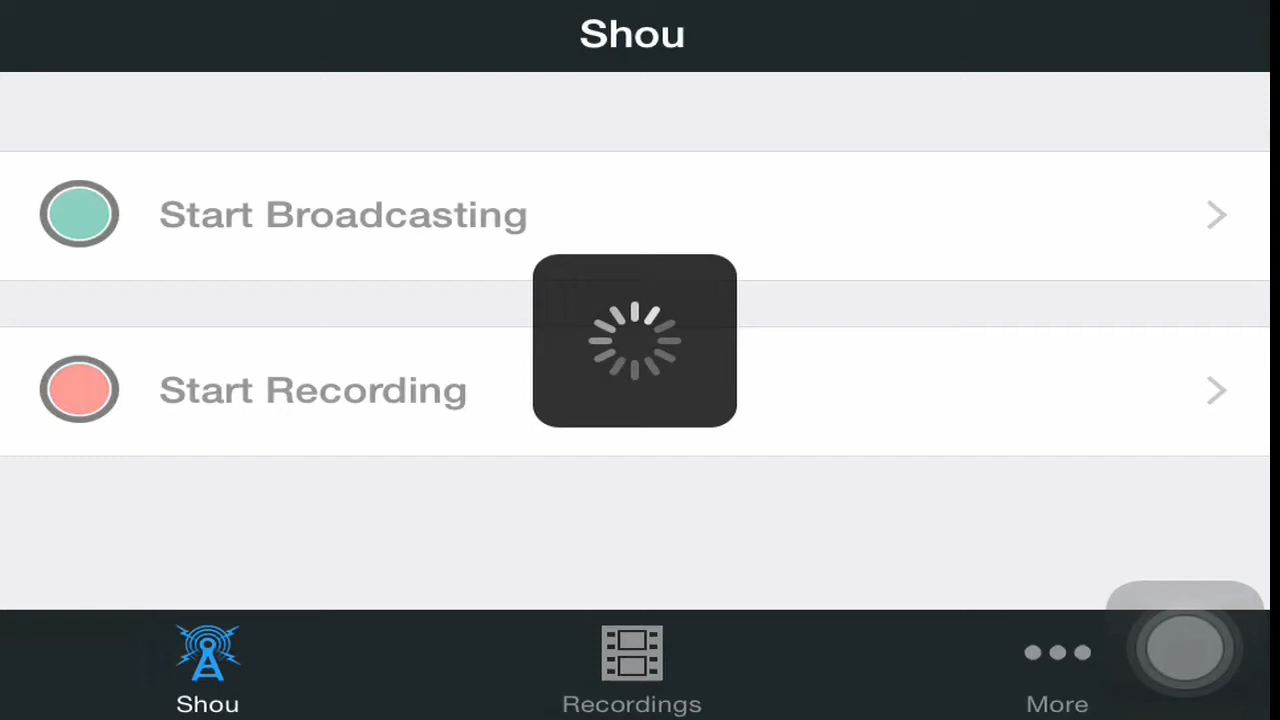 Shou
Start Broadcasting
Start Recording
Shou
Recordings
More